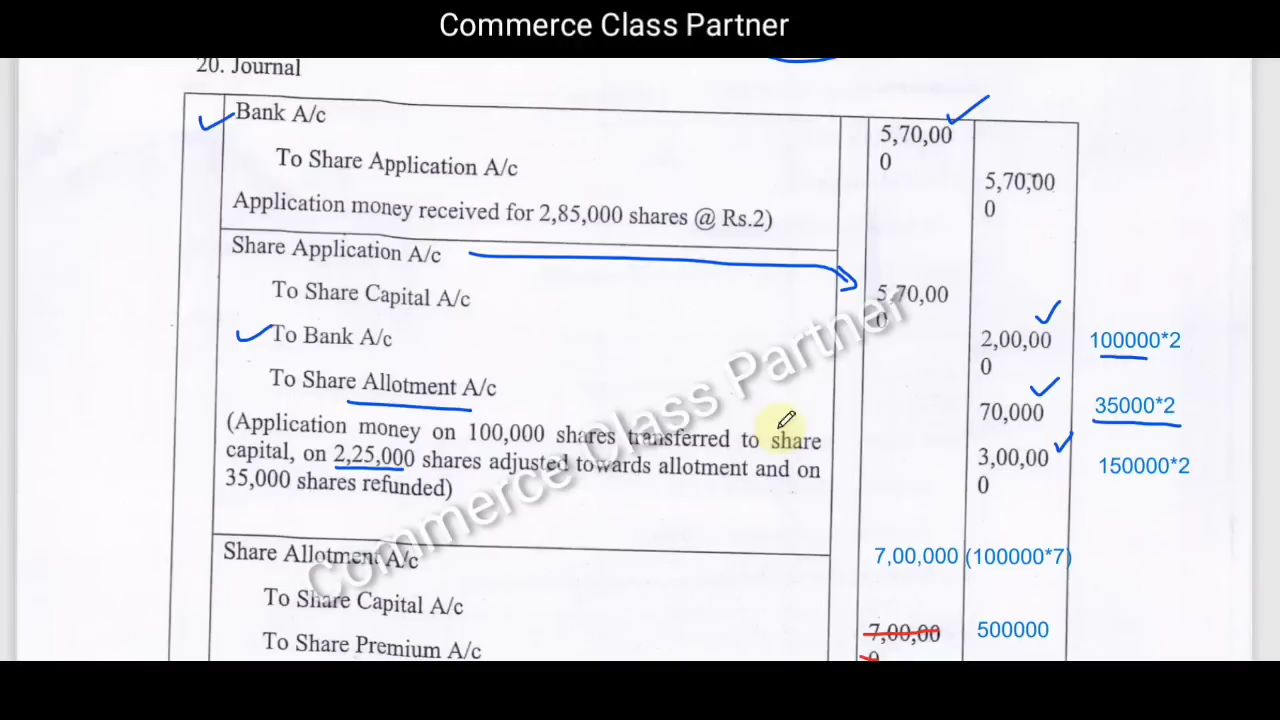 Commerce Class Partner
20. Journal
Bank A/c
5,70,00
0
To Share Application A/c
5,70,00
0
Application money received for 2,85,000 shares @ Rs.2)
Share Application A/c
5,70,00
0
To Share Capital A/c
2,00,00
0
100000*2
To Bank A/c
70,000
35000*2
To Share Allotment A/c
3,00,00
0
150000*2
(Application money on 100,000 shares transferred to share
capital, on 2,25,000 shares adjusted towards allotment and on
35,000 shares refunded)
Commerce Class Partner
Share Allotment A/c
7,00,000 (100000*7)
To Share Capital A/c
7,00,00
0
500000
To Share Premium A/c